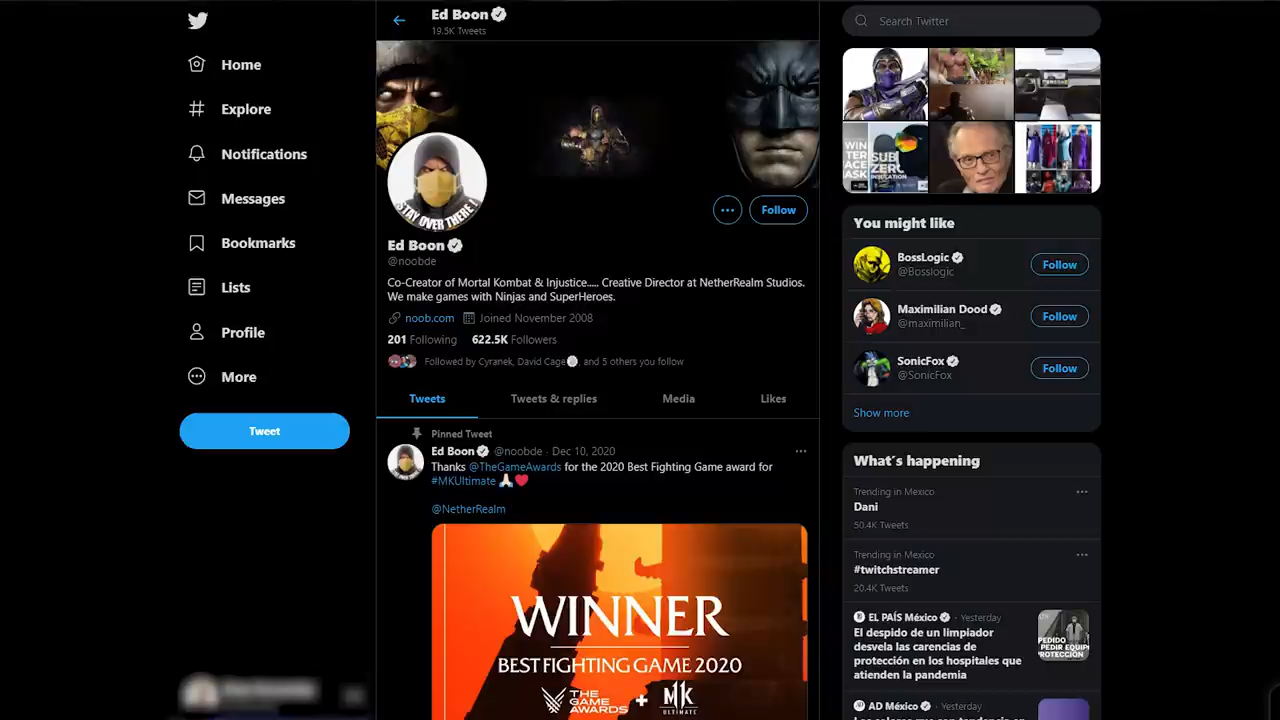 Home
Explore
Notifications
Messages
Bookmarks
Lists
Profile
More
Tweet
Ed Boon
19.5K Tweets
STAY OVER THERE !
Follow
Ed Boon
@noobde
Co-Creator of Mortal Kombat & Injustice..... Creative Director at NetherRealm Studios.
We make games with Ninjas and SuperHeroes.
noob.com Joined November 2008
201 Following 622.5K Followers
Followed by Cyranek, David Cage, and 5 others you follow
Tweets Tweets & replies Media Likes
Pinned Tweet
Ed Boon @noobde · Dec 10, 2020
Thanks @TheGameAwards for the 2020 Best Fighting Game award for
#MKUltimate 🙏🏻❤️
@NetherRealm
WINNER
BEST FIGHTING GAME 2020
THE GAME AWARDS + MK ULTIMATE
Search Twitter
WIN
TER
FACE
ASK
SUB
ZERO
You might like
BossLogic
@Bosslogic
Follow
Maximilian Dood
@maximilian_
Follow
SonicFox
@SonicFox
Follow
Show more
What's happening
Trending in Mexico
Dani
50.4K Tweets
Trending in Mexico
#twitchstreamer
20.4K Tweets
EL PAÍS México · Yesterday
El despido de un limpiador
desvela las carencias de
protección en los hospitales que
atienden la pandemia
PEDIR EQUIP
AD México · Yesterday